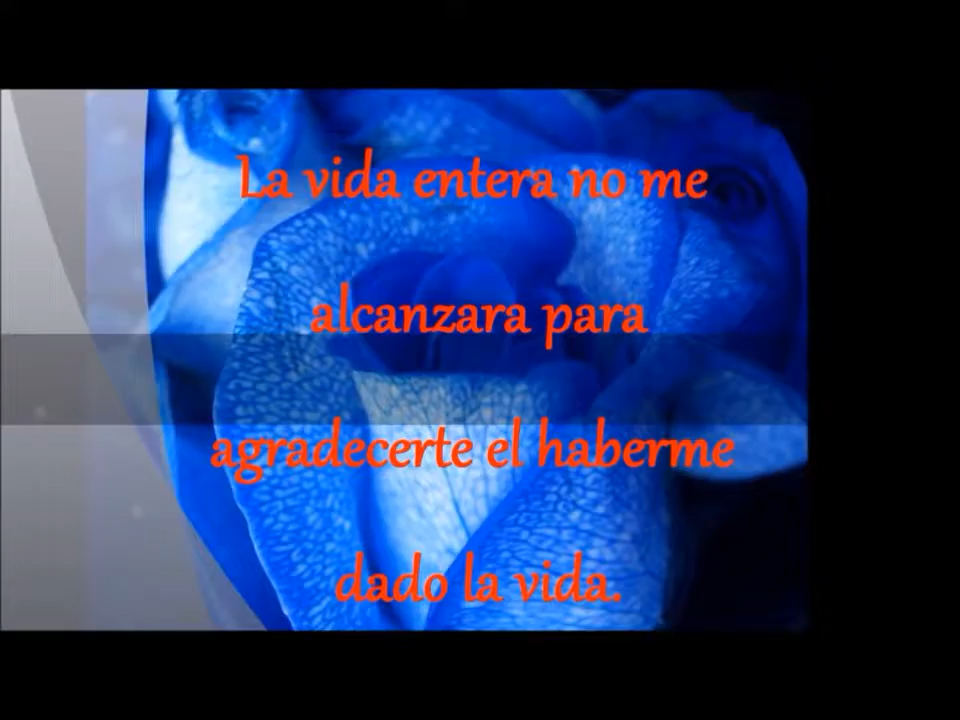 La vida entera no me
alcanzara para
agradecerte el haberme
dado la vida.